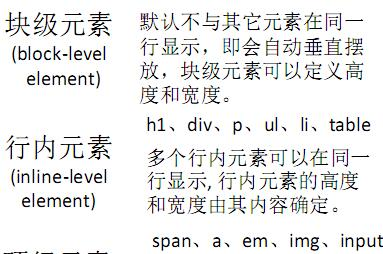 块级元素
(block-level
element)
默认不与其它元素在同一
行显示，即会自动垂直摆
放，块级元素可以定义高
度和宽度。
h1、div、p、ul、li、table
行内元素
(inline-level
element)
多个行内元素可以在同一
行显示, 行内元素的高度
和宽度由其内容确定。
span、a、em、img、input